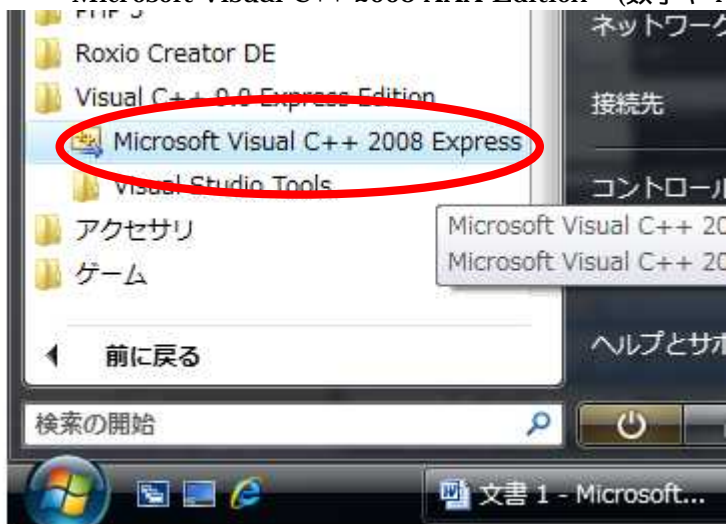 Roxio Creator DE
Visual C++ 9.0 Express Edition
Microsoft Visual C++ 2008 Express
Visual Studio Tools
アクセサリ
ゲーム
前に戻る
検索の開始
ネットワーク
接続先
コントロール
Microsoft Visual C++ 20
Microsoft Visual C++ 20
ヘルプとサポ
文書 1 - Microsoft...